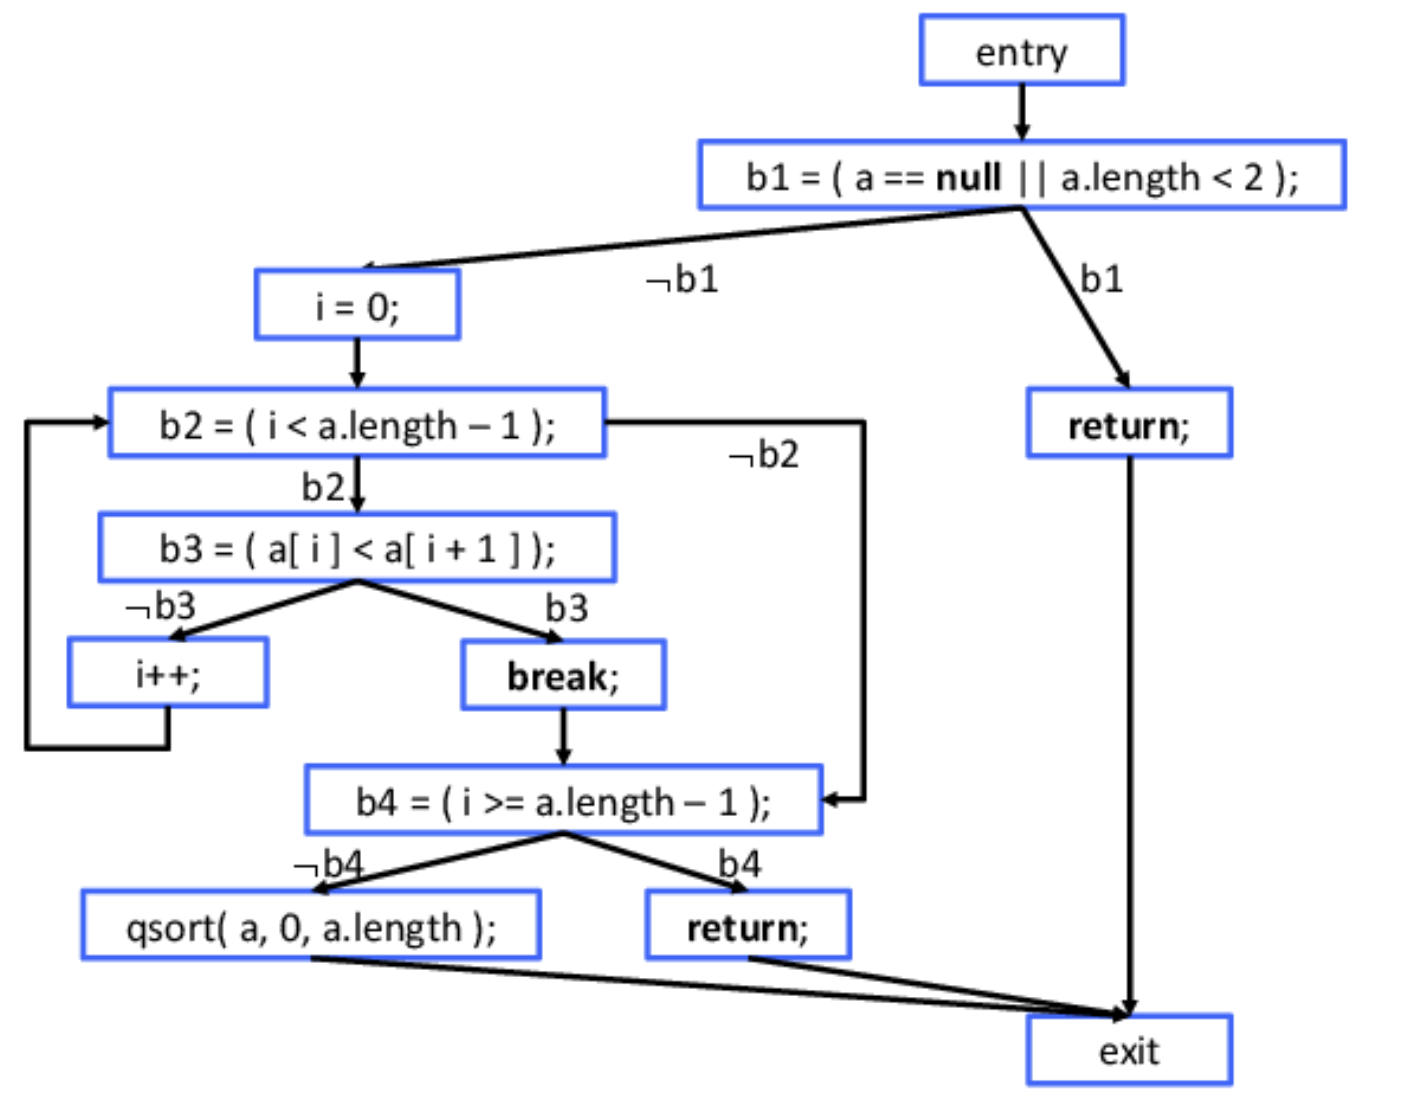 entry
b1 = ( a == null || a.length < 2 );
¬b1
b1
i = 0;
b2 = ( i < a.length – 1 );
return;
¬b2
b2
b3 = ( a[ i ] < a[ i + 1 ] );
¬b3
b3
i++;
break;
b4 = ( i >= a.length – 1 );
¬b4
b4
qsort( a, 0, a.length );
return;
exit